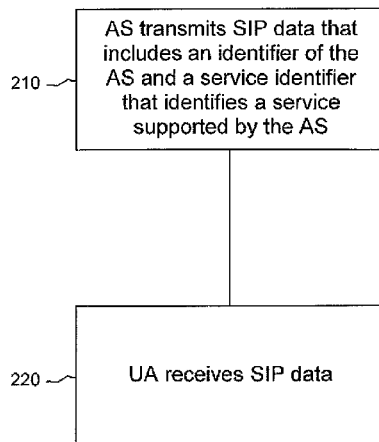 AS transmits SIP data that
includes an identifier of the
AS and a service identifier
that identifies a service
supported by the AS
210
UA receives SIP data
220